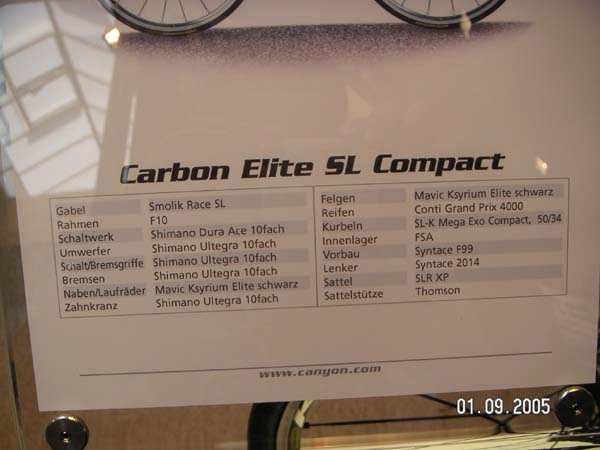 Carbon Elite SL Compact
Gabel Smolik Race SL
Rahmen F10
Schaltwerk Shimano Dura Ace 10fach
Umwerfer Shimano Ultegra 10fach
Schalt/Bremsgriffe Shimano Ultegra 10fach
Bremsen Shimano Ultegra 10fach
Naben/Laufräder Mavic Ksyrium Elite schwarz
Zahnkranz Shimano Ultegra 10fach
Felgen Mavic Ksyrium Elite schwarz
Reifen Conti Grand Prix 4000
Kurbeln SL-K Mega Exo Compact, 50/34
Innenlager FSA
Vorbau Syntace F99
Lenker Syntace 2014
Sattel SLR XP
Sattelstütze Thomson
www.canyon.com
01.09.2005